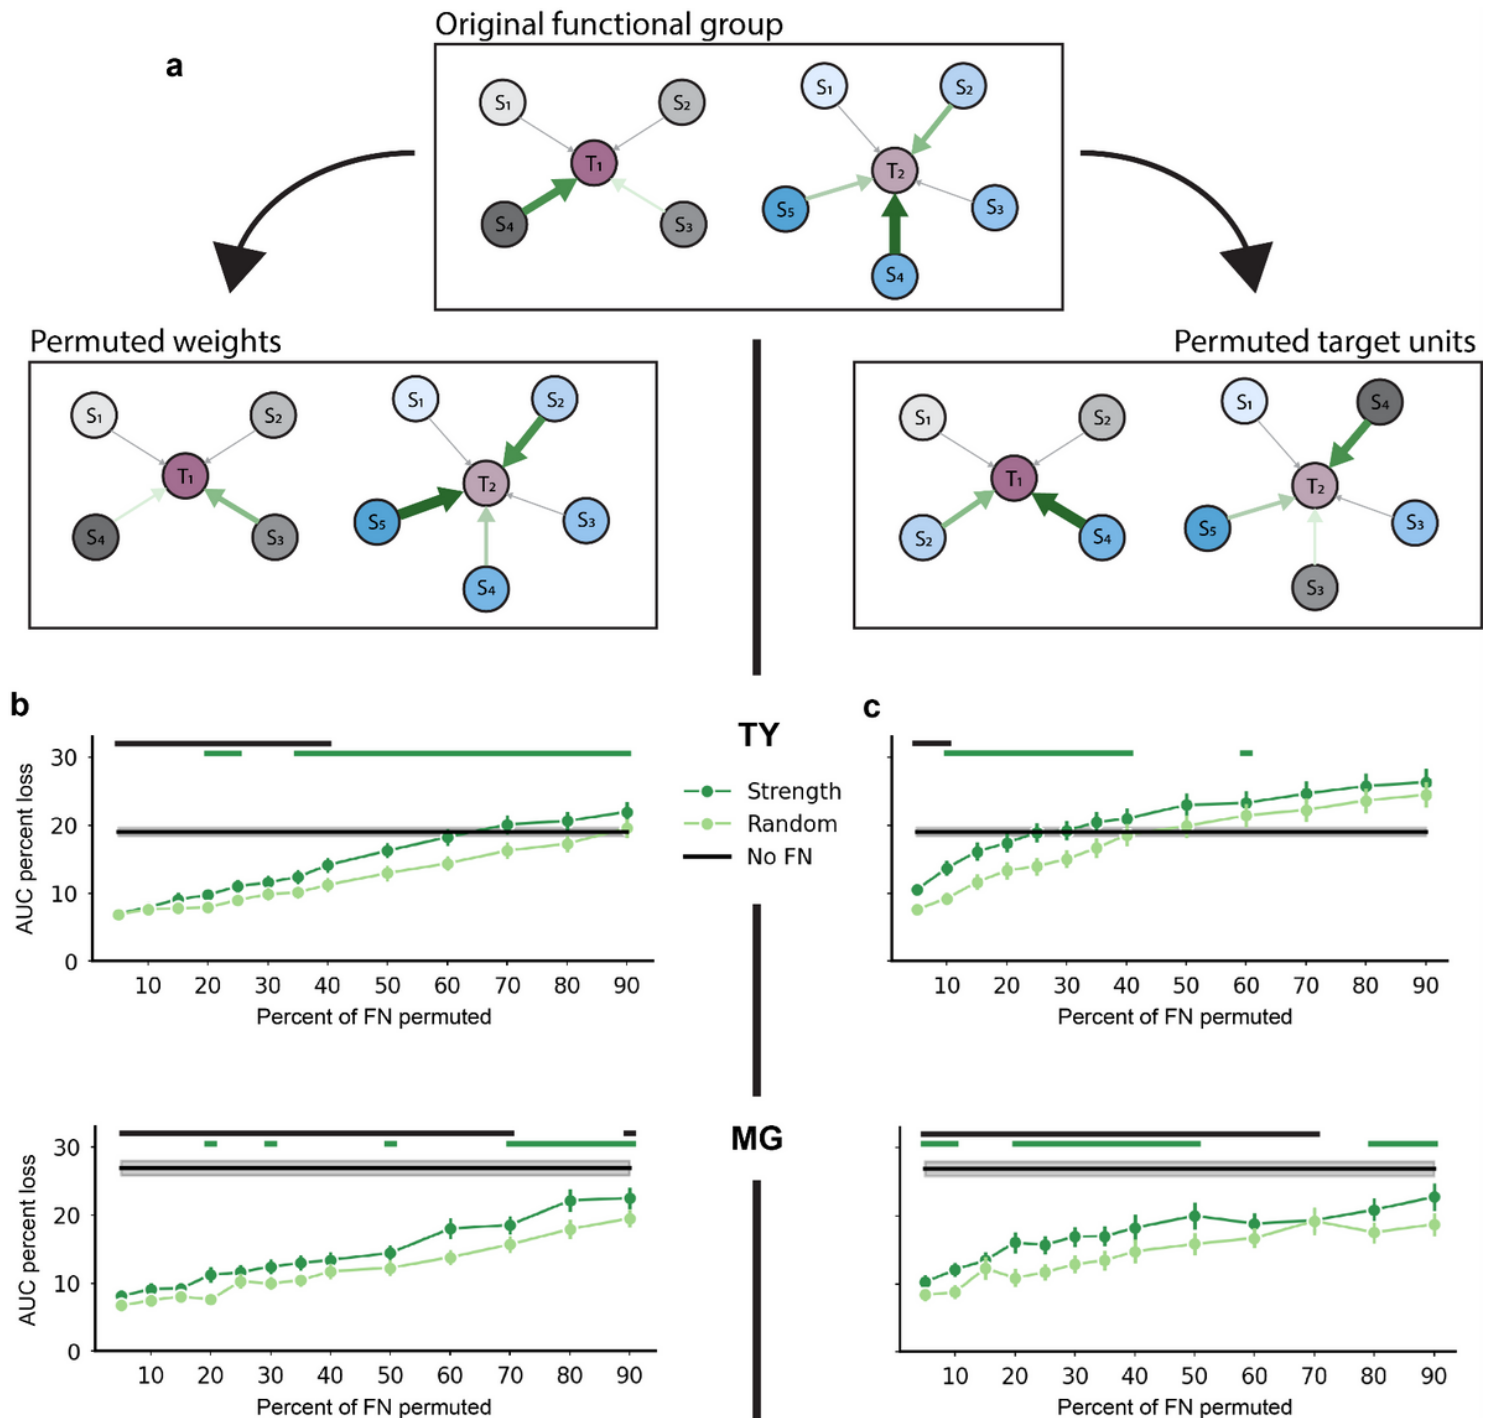 Original functional group
a
S1 S2 S1 S2
T1 T2
S4 S3 S5 S3
S4
Permuted weights
S1 S2 S1 S2
T1 T2
S4 S3 S5 S3
S4
Permuted target units
S1 S2 S1 S4
T1 T2
S2 S4 S5 S3
S3
b
TY
c
Strength
Random
No FN
30
20
10
0
AUC percent loss
10 20 30 40 50 60 70 80 90
Percent of FN permuted
10 20 30 40 50 60 70 80 90
Percent of FN permuted
MG
30
20
10
0
AUC percent loss
10 20 30 40 50 60 70 80 90
Percent of FN permuted
10 20 30 40 50 60 70 80 90
Percent of FN permuted